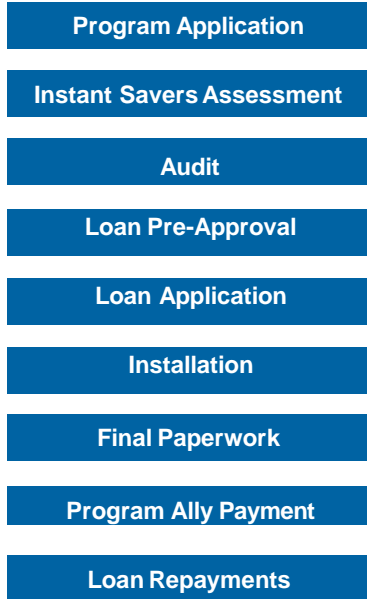 Program Application
Instant Savers Assessment
Audit
Loan Pre-Approval
Loan Application
Installation
Final Paperwork
Program Ally Payment
Loan Repayments